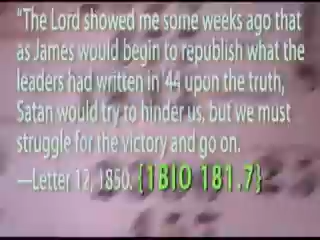 "The Lord showed me some weeks ago that
as James would begin to republish what the
leaders had written in '44 upon the truth,
Satan would try to hinder us, but we must
struggle for the victory and go on.
—Letter 12, 1850. {1BIO 181.7}